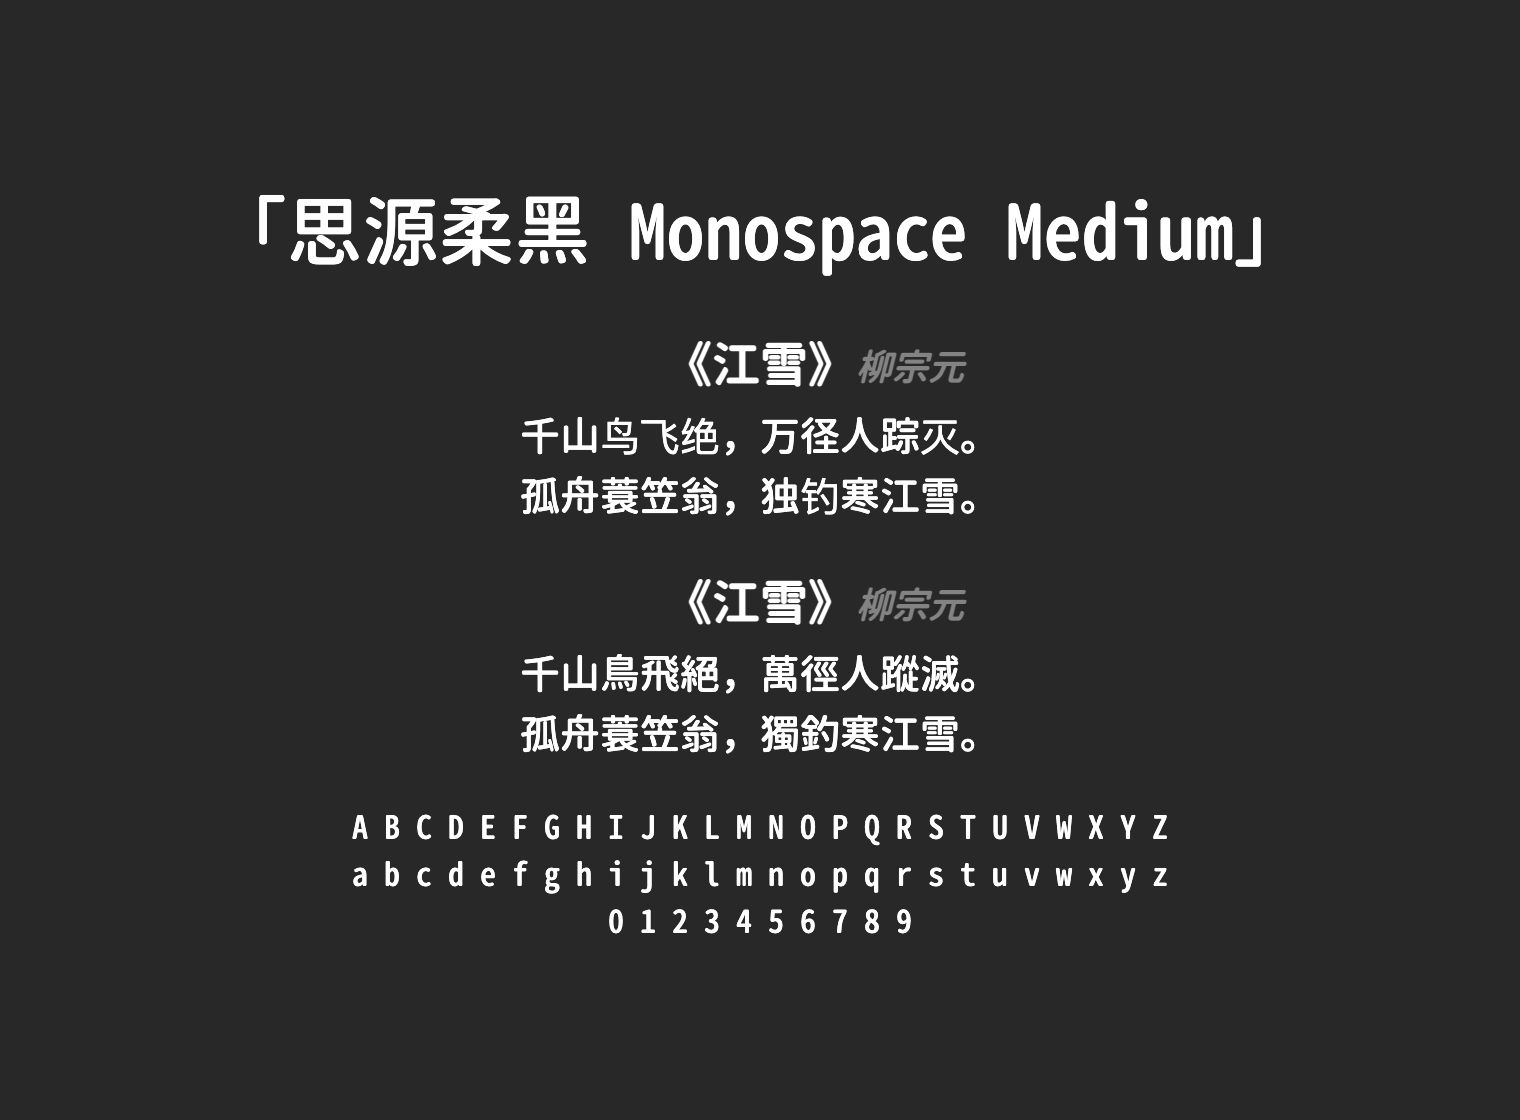 「思源柔黑 Monospace Medium」
《江雪》 柳宗元
千山鸟飞绝，万径人踪灭。
孤舟蓑笠翁，独钓寒江雪。
《江雪》 柳宗元
千山鳥飛絕，萬徑人蹤滅。
孤舟蓑笠翁，獨釣寒江雪。
A B C D E F G H I J K L M N O P Q R S T U V W X Y Z
a b c d e f g h i j k l m n o p q r s t u v w x y z
0 1 2 3 4 5 6 7 8 9